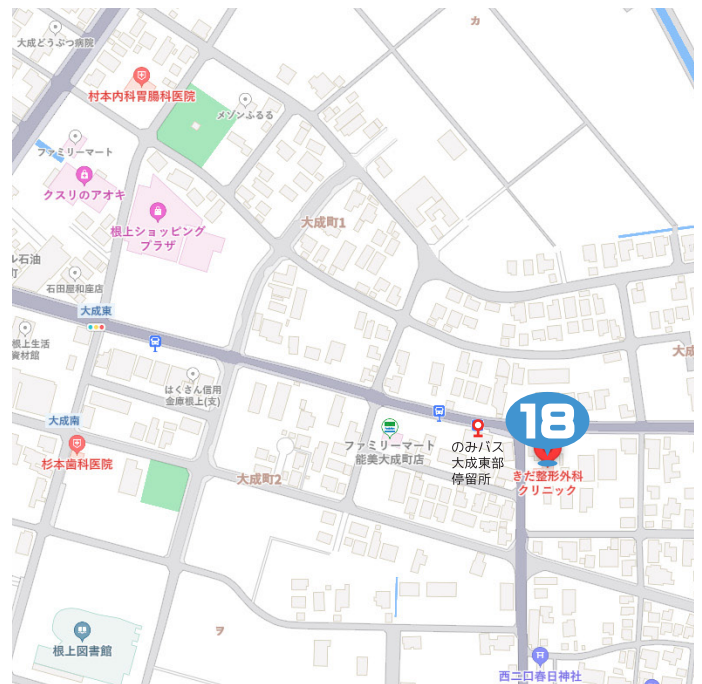 カ
大成どうぶつ病院
村本内科胃腸科医院
メゾンふるる
ファミリーマート
クスリのアオキ
根上ショッピング
プラザ
大成町1
ル石油
町
石田屋和座店
大成東
根上生活
資材館
はくさん信用
金庫根上(支)
大成
18
大成南
ファミリーマート
能美大成町店
のみバス
大成東部
停留所
杉本歯科医院
大成町2
きだ整形外科
クリニック
ヲ
根上図書館
西二口春日神社